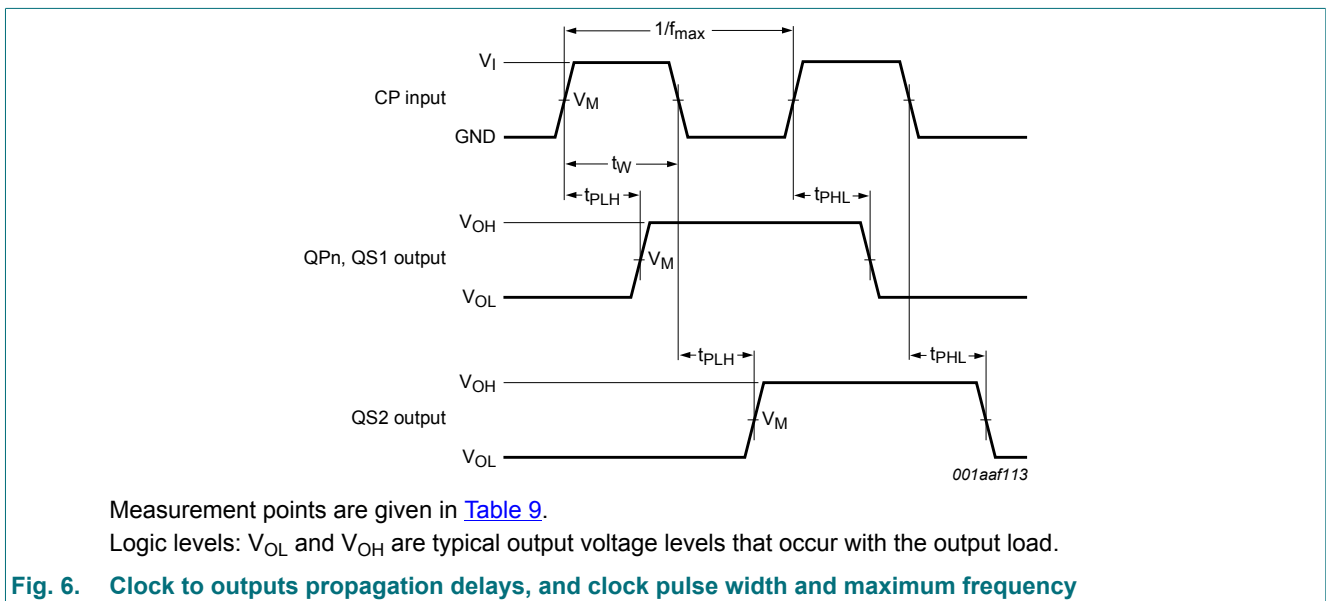 1/fmax
VI
CP input
VM
GND
tW
tPLH
tPHL
VOH
QPn, QS1 output
VM
VOL
tPLH
tPHL
VOH
QS2 output
VM
VOL
001aaf113
Measurement points are given in Table 9.
Logic levels: VOL and VOH are typical output voltage levels that occur with the output load.
Fig. 6. Clock to outputs propagation delays, and clock pulse width and maximum frequency